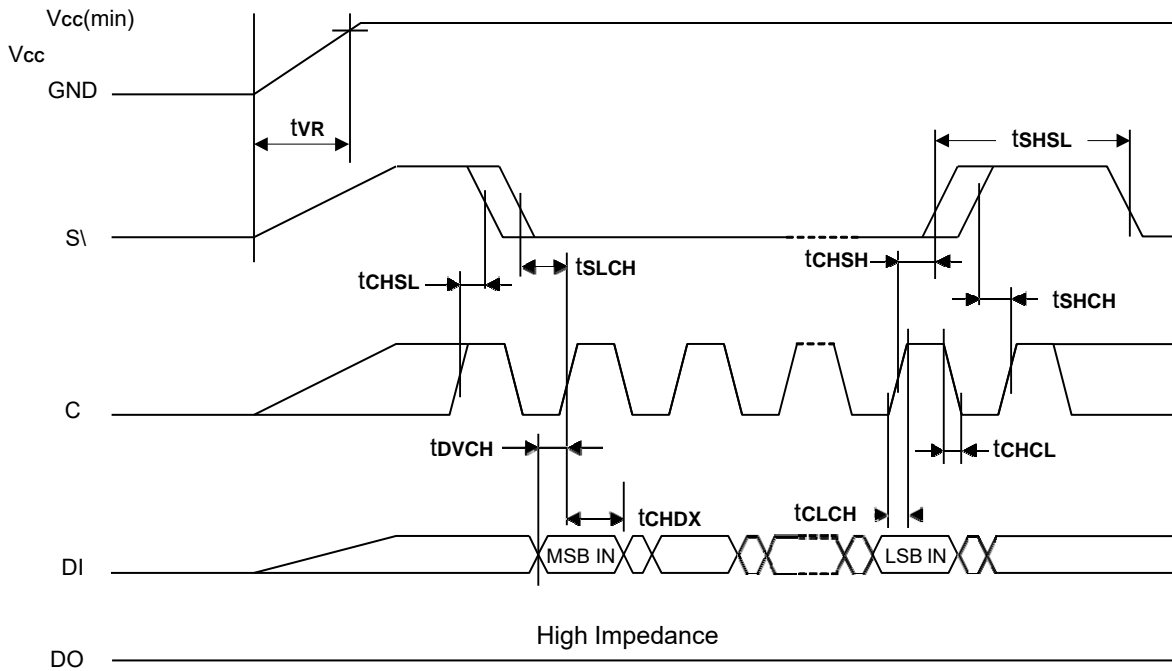 Vcc(min)
Vcc
GND
tVR
tSHSL
S\
tSLCH
tCHSH
tCHSL
tSHCH
C
tDVCH
tCHCL
tCHDX
tCLCH
DI
MSB IN
LSB IN
High Impedance
DO